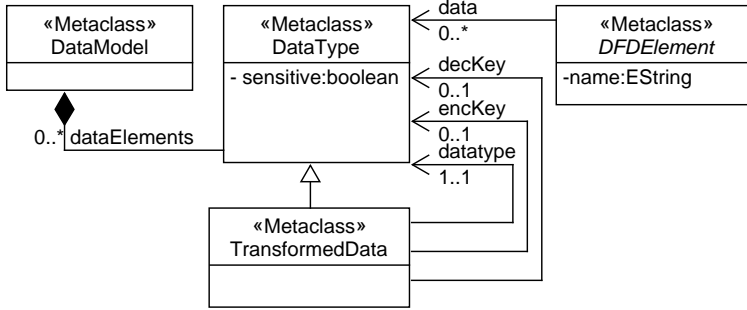 «Metaclass»
DataModel
0..* dataElements
«Metaclass»
DataType
- sensitive:boolean
data
0..*
decKey
0..1
encKey
0..1
datatype
1..1
«Metaclass»
DFDElement
-name:EString
«Metaclass»
TransformedData